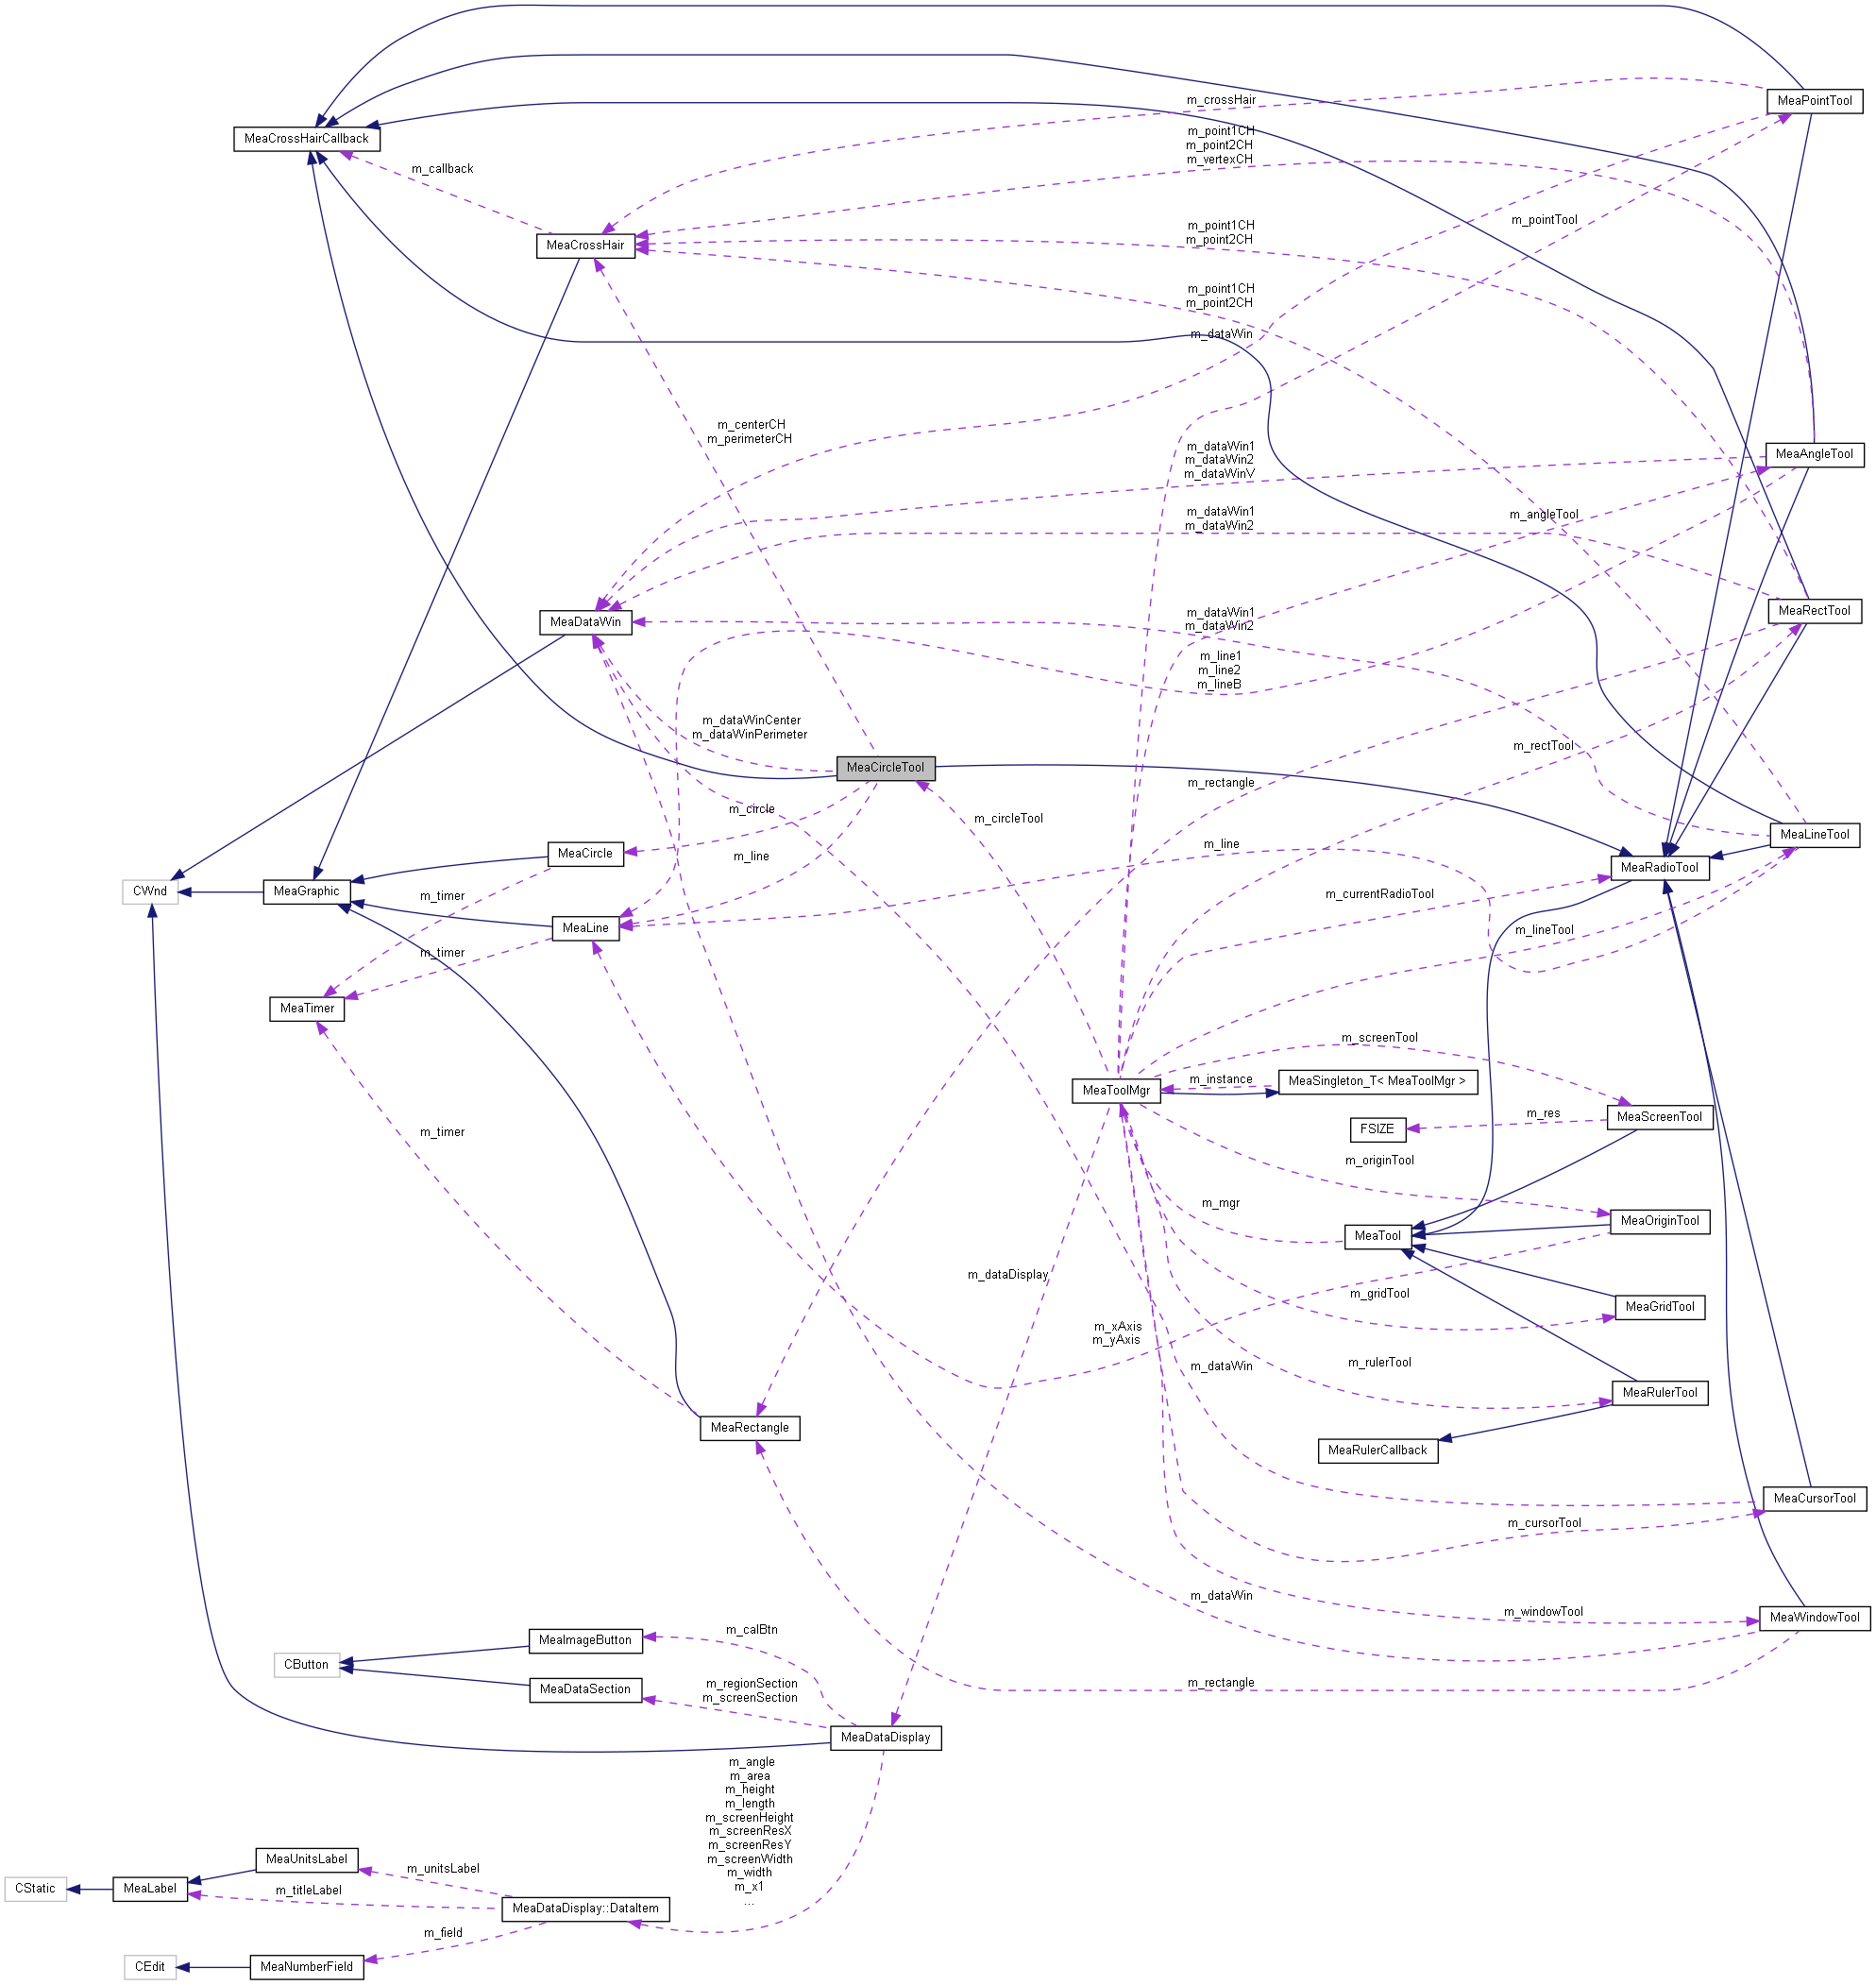 MeaPointTool
m_crossHair
m_point1CH
m_point2CH
m_vertexCH
MeaCrossHairCallback
m_callback
m_pointTool
m_point1CH
m_point2CH
MeaCrossHair
m_point1CH
m_point2CH
m_dataWin
m_centerCH
m_perimeterCH
m_dataWin1
m_dataWin2
m_dataWinV
MeaAngleTool
m_dataWin1
m_dataWin2
m_angleTool
MeaDataWin
m_dataWin1
m_dataWin2
MeaRectTool
m_line1
m_line2
m_lineB
m_dataWinCenter
m_dataWinPerimeter
m_rectTool
MeaCircleTool
m_rectangle
m_circle
m_circleTool
MeaLineTool
MeaCircle
m_line
m_line
MeaRadioTool
CWnd
MeaGraphic
m_timer
m_currentRadioTool
MeaLine
m_lineTool
m_timer
MeaTimer
m_screenTool
MeaToolMgr
m_instance
MeaSingleton_T< MeaToolMgr >
MeaScreenTool
m_res
FSIZE
m_timer
m_originTool
m_mgr
MeaOriginTool
MeaTool
m_dataDisplay
m_gridTool
MeaGridTool
m_xAxis
m_yAxis
m_dataWin
m_rulerTool
MeaRulerTool
MeaRectangle
MeaRulerCallback
MeaCursorTool
m_cursorTool
m_dataWin
m_windowTool
MeaWindowTool
m_calBtn
MeaImageButton
CButton
MeaDataSection
m_regionSection
m_screenSection
m_rectangle
MeaDataDisplay
m_angle
m_area
m_height
m_length
m_screenHeight
m_screenResX
m_screenResY
m_screenWidth
m_width
m_x1
...
MeaUnitsLabel
m_unitsLabel
CStatic
MeaLabel
m_titleLabel
MeaDataDisplay::DataItem
m_field
CEdit
MeaNumberField